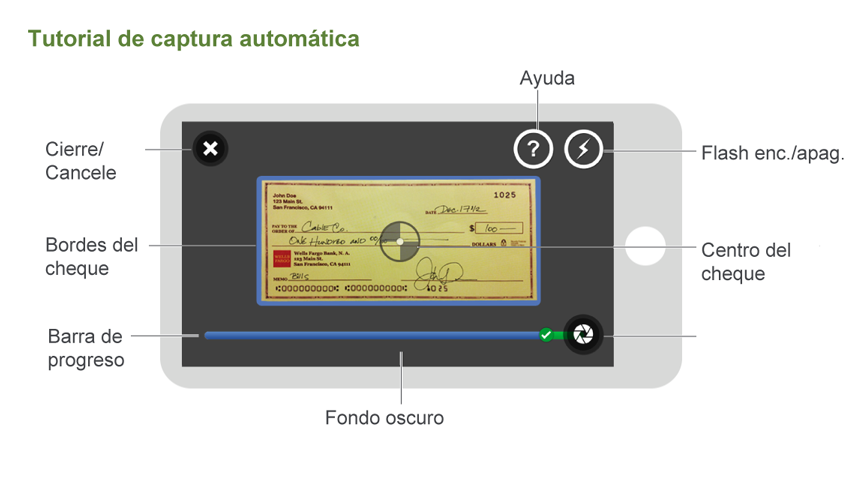 Tutorial de captura automática
Ayuda
Cierre/
Cancele
?
Flash enc./apag.
John Doe
123 Main St.
San Francisco, CA 94111
1025
DATE Dec 17
PAY TO THE
ORDER OF Cable Co.
$ 100
One Hundred and 00/
DOLLARS
WELLS
FARGO
Wells Fargo Bank, N. A.
123 Main St.
San Francisco, CA 94111
MEMO Bills
1025
Bordes del
cheque
Centro del
cheque
Barra de
progreso
Fondo oscuro